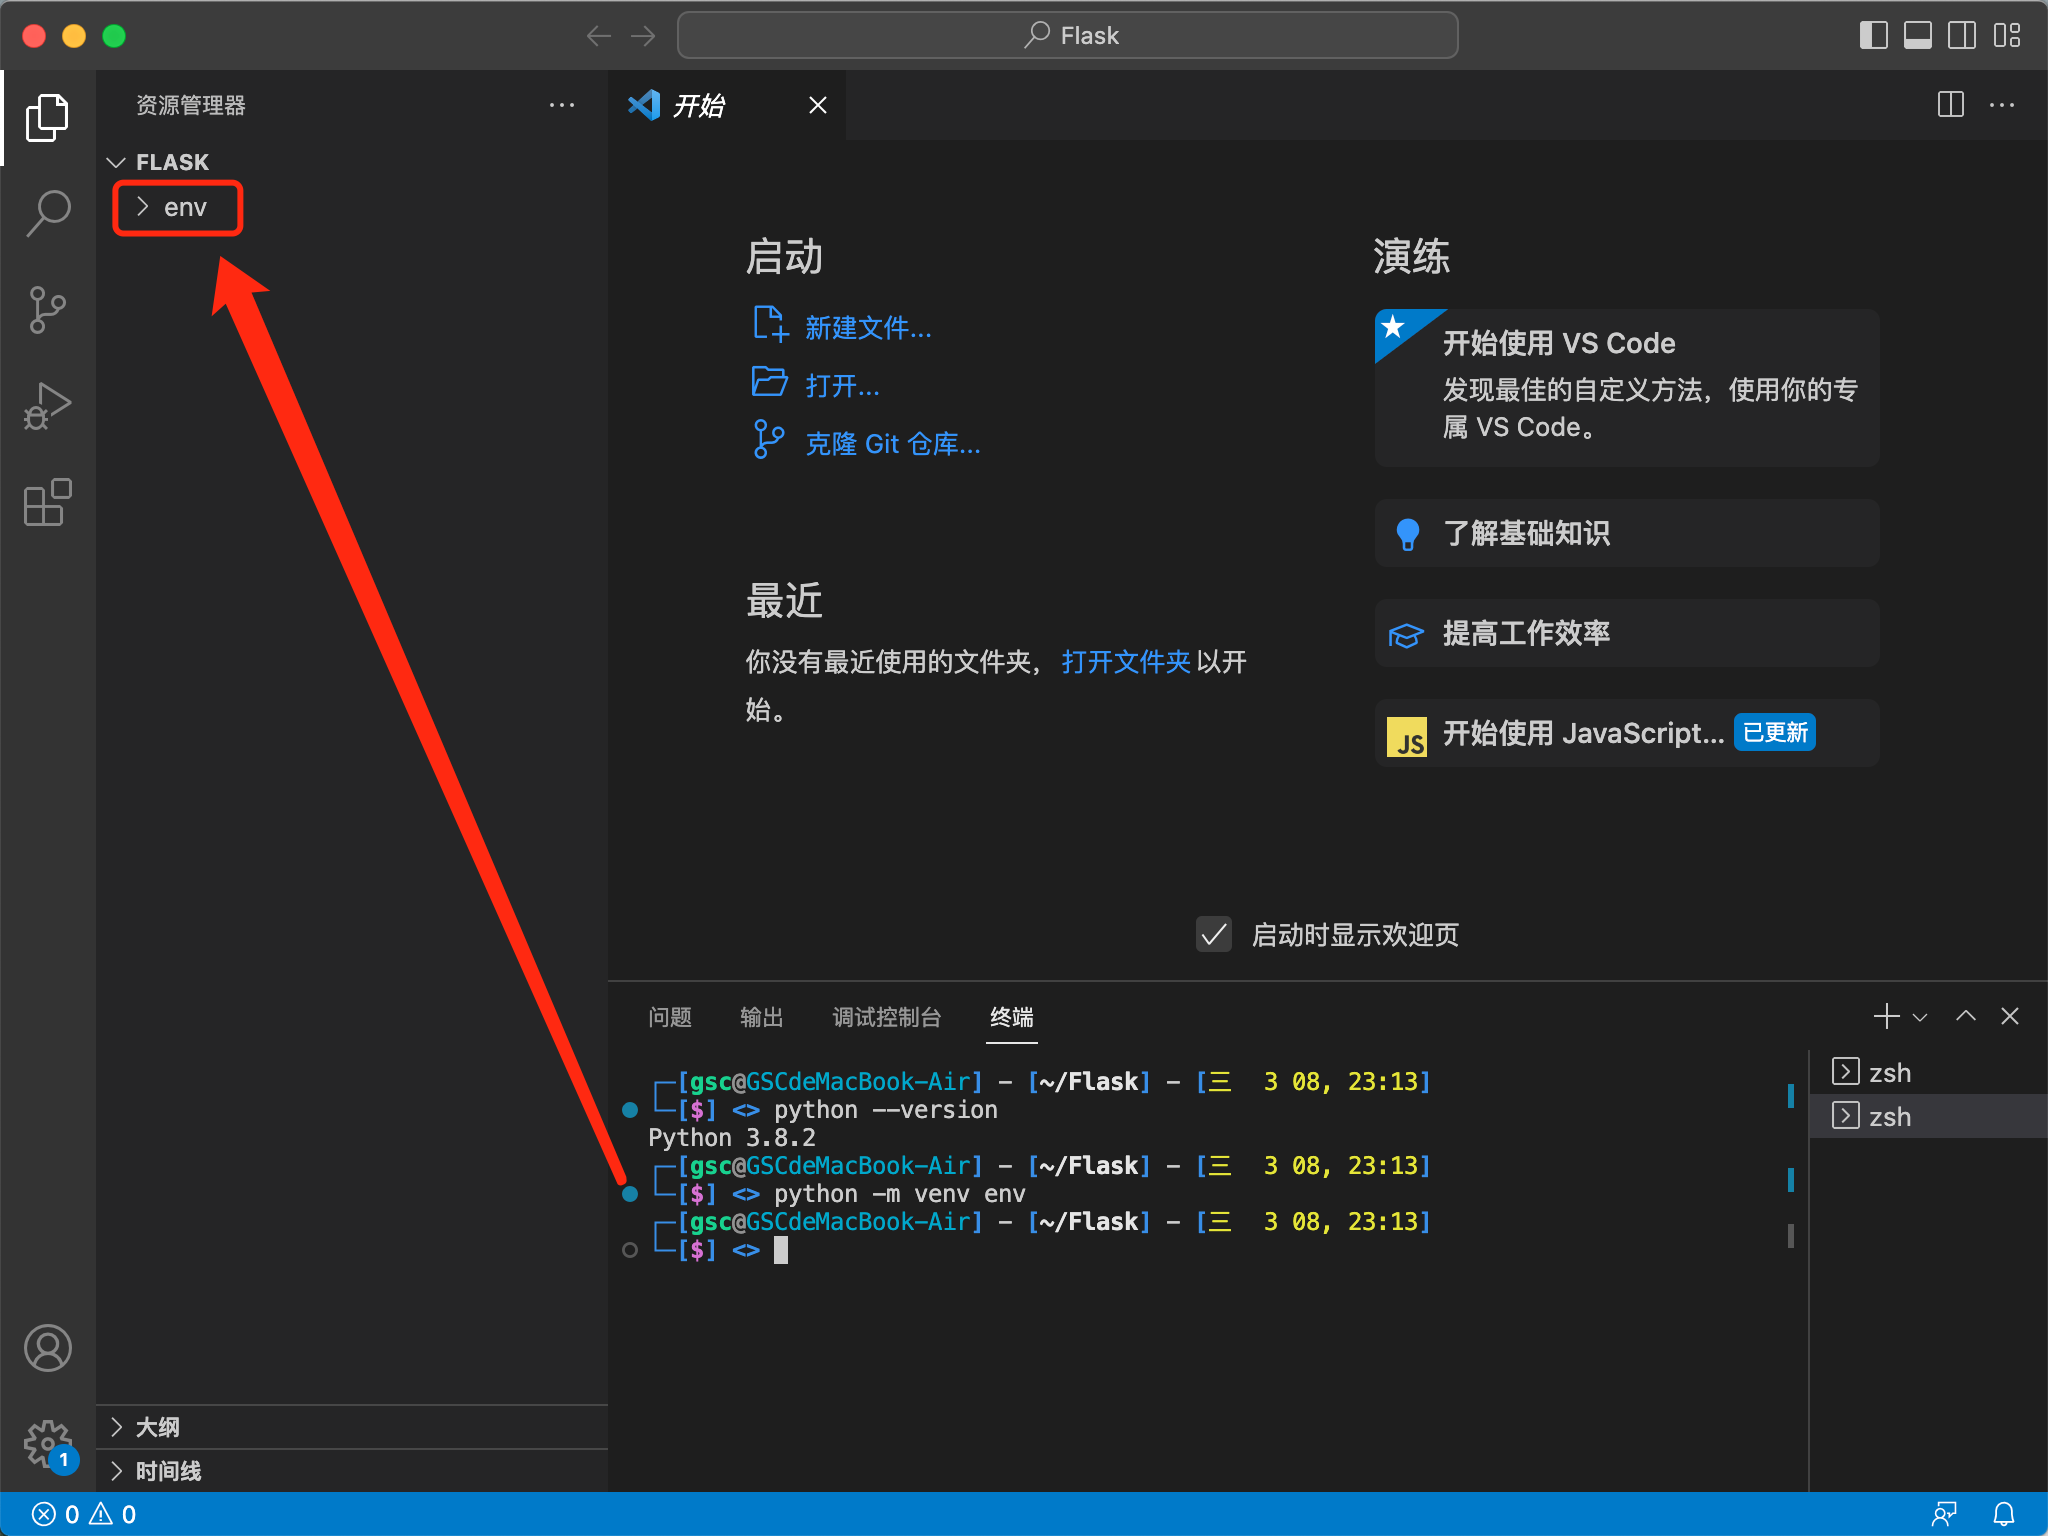 Flask
资源管理器
开始
FLASK
env
启动
新建文件...
打开...
克隆 Git 仓库...
最近
你没有最近使用的文件夹，打开文件夹以开
始。
演练
开始使用 VS Code
发现最佳的自定义方法，使用你的专
属 VS Code。
了解基础知识
提高工作效率
JS
开始使用 JavaScript... 已更新
启动时显示欢迎页
问题 输出 调试控制台 终端
┌─[gsc@GSCdeMacBook-Air] - [~/Flask] - [三  3 08, 23:13]
└─[$] <> python --version
Python 3.8.2
┌─[gsc@GSCdeMacBook-Air] - [~/Flask] - [三  3 08, 23:13]
└─[$] <> python -m venv env
┌─[gsc@GSCdeMacBook-Air] - [~/Flask] - [三  3 08, 23:13]
└─[$] <>
zsh
zsh
大纲
时间线
1
0 0